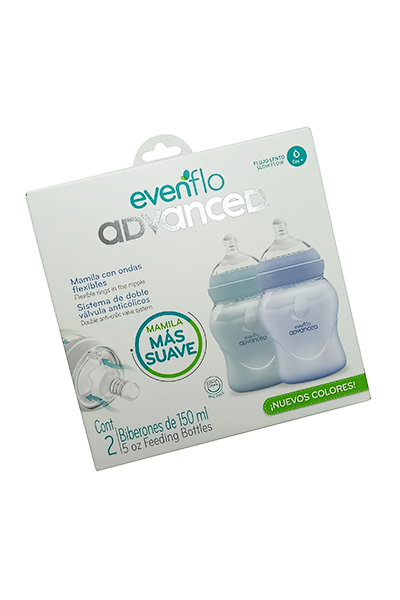 FLUJO LENTO
SLOW FLOW
0m+
evenflo
advanced
Mamila con ondas
flexibles
Flexible rings in the nipple
Sistema de doble
válvula anticólicos
Double anti-colic valve system
MAMILA
MÁS
SUAVE
evenflo
advanced
evenflo
advanced
Cont.
2
Biberones de 150 ml
5 oz Feeding Bottles
¡NUEVOS COLORES!